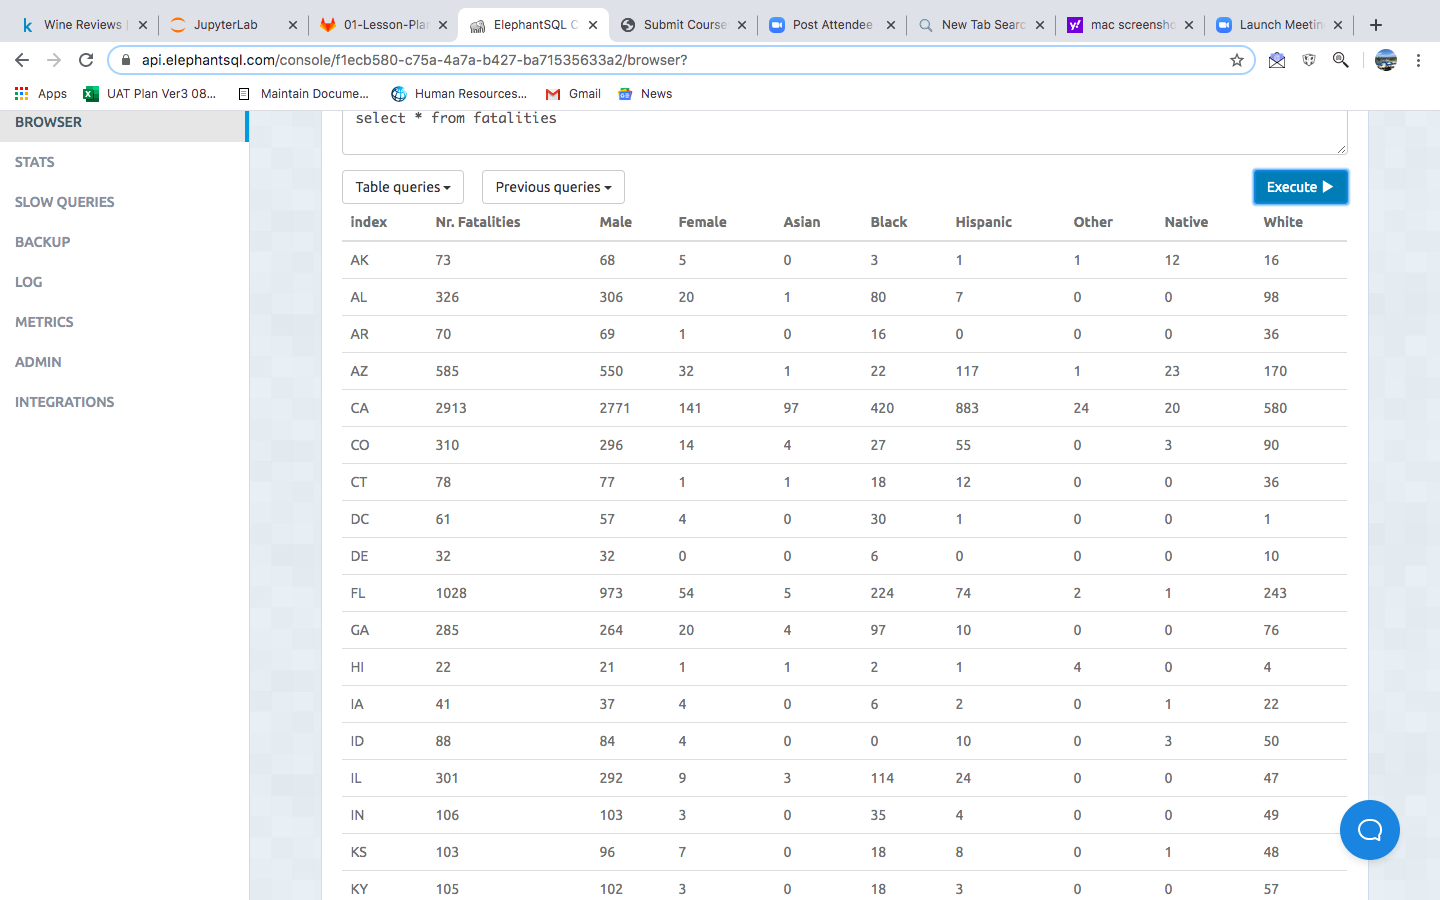 Wine Reviews
JupyterLab
01-Lesson-Plan
ElephantSQL C
Submit Course
Post Attendee
New Tab Searc
mac screensho
Launch Meetin
api.elephantsql.com/console/f1ecb580-c75a-4a7a-b427-ba71535633a2/browser?
Apps UAT Plan Ver3 08... Maintain Docume... Human Resources... Gmail News
BROWSER
STATS
SLOW QUERIES
BACKUP
LOG
METRICS
ADMIN
INTEGRATIONS
select * from fatalities
Table queries Previous queries Execute
index Nr. Fatalities Male Female Asian Black Hispanic Other Native White
AK 73 68 5 0 3 1 1 12 16
AL 326 306 20 1 80 7 0 0 98
AR 70 69 1 0 16 0 0 0 36
AZ 585 550 32 1 22 117 1 23 170
CA 2913 2771 141 97 420 883 24 20 580
CO 310 296 14 4 27 55 0 3 90
CT 78 77 1 1 18 12 0 0 36
DC 61 57 4 0 30 1 0 0 1
DE 32 32 0 0 6 0 0 0 10
FL 1028 973 54 5 224 74 2 1 243
GA 285 264 20 4 97 10 0 0 76
HI 22 21 1 1 2 1 4 0 4
IA 41 37 4 0 6 2 0 1 22
ID 88 84 4 0 0 10 0 3 50
IL 301 292 9 3 114 24 0 0 47
IN 106 103 3 0 35 4 0 0 49
KS 103 96 7 0 18 8 0 1 48
KY 105 102 3 0 18 3 0 0 57